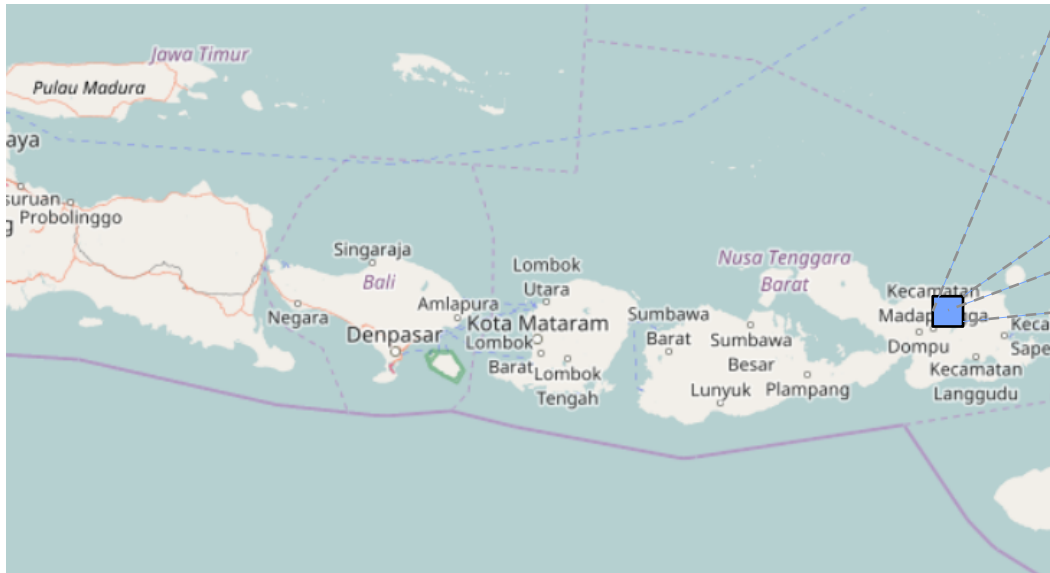 Jawa Timur
Pulau Madura
aya
suruan
Probolinggo
g
Singaraja
Bali
Negara
Amlapura
Denpasar
Lombok
Utara
Kota Mataram
Lombok
Barat
Lombok
Tengah
Nusa Tenggara
Barat
Sumbawa
Barat
Sumbawa
Besar
Lunyuk
Plampang
Kecamatan
Dompu
Keca
Sape
Kecamatan
Langgudu